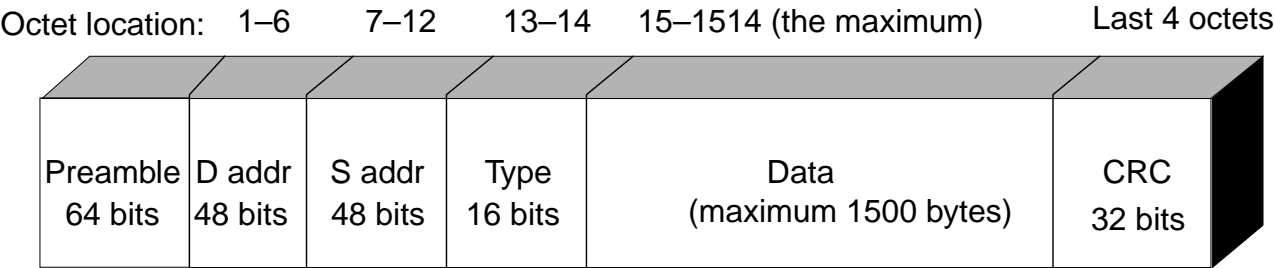 Octet location: 1–6 7–12 13–14 15–1514 (the maximum) Last 4 octets
Preamble D addr S addr Type Data CRC
64 bits 48 bits 48 bits 16 bits (maximum 1500 bytes) 32 bits